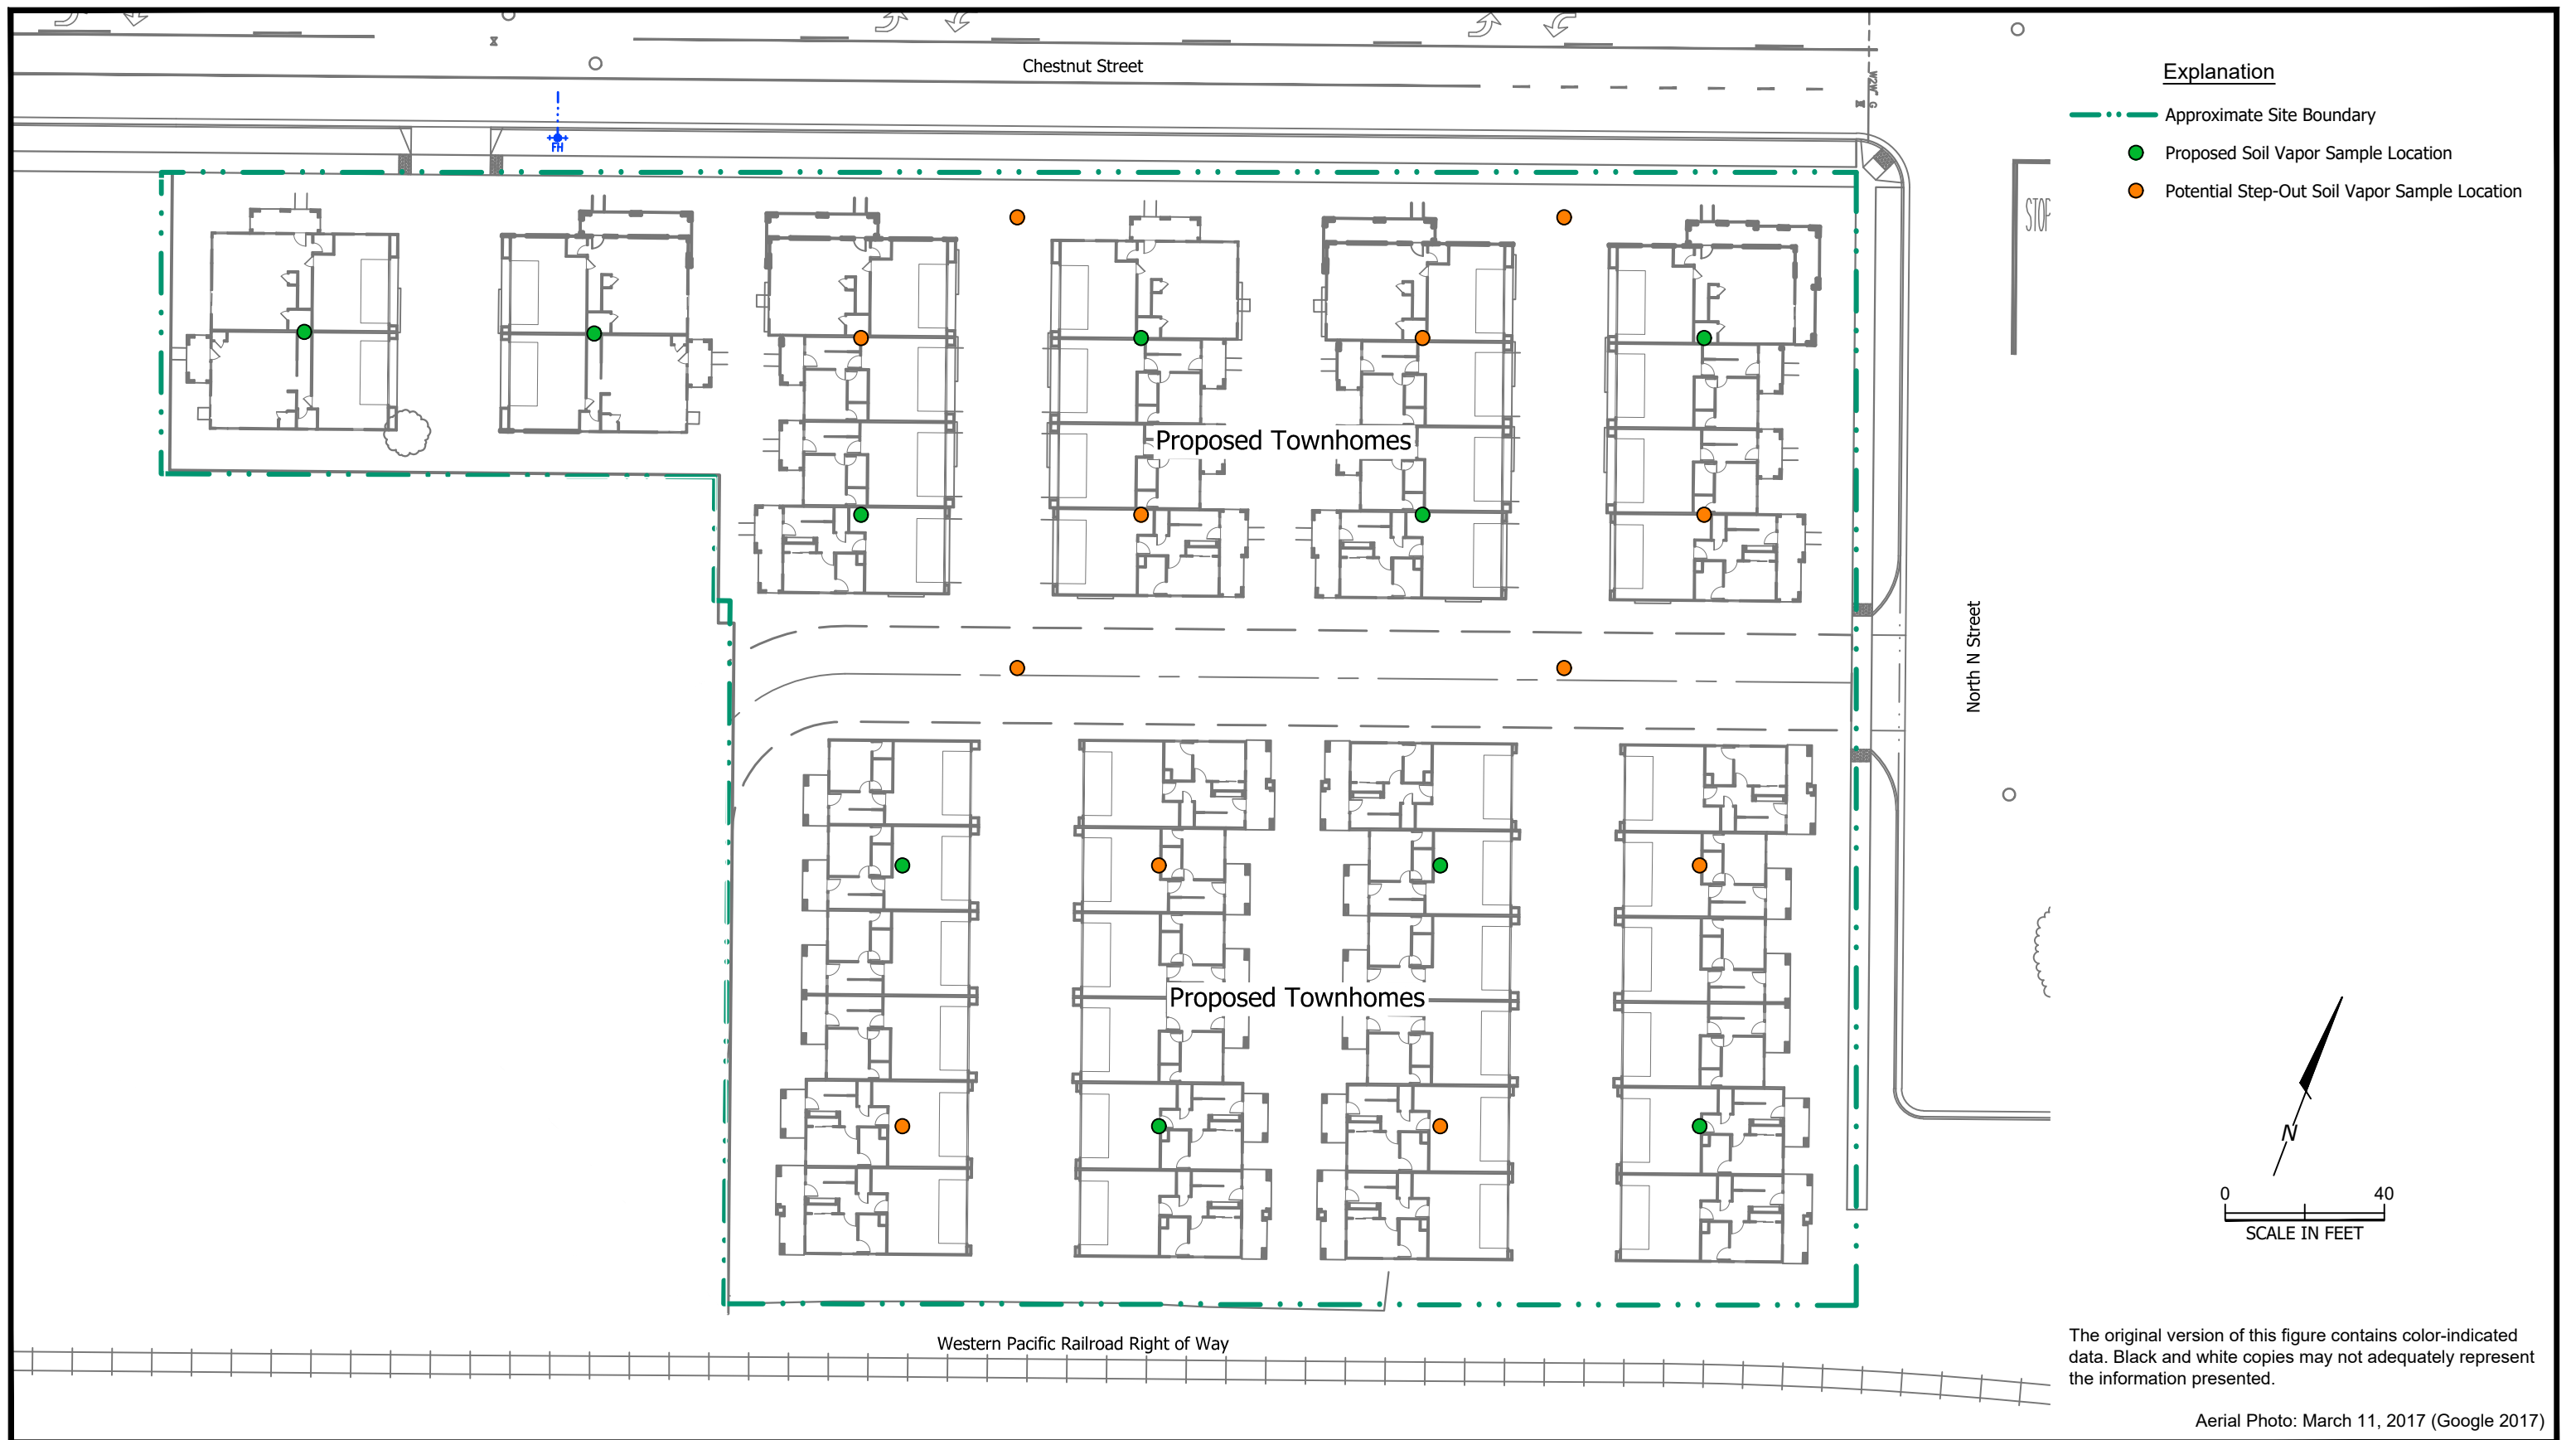 Chestnut Street
W2W" G
FH
Explanation
Approximate Site Boundary
Proposed Soil Vapor Sample Location
Potential Step-Out Soil Vapor Sample Location
STOP
Proposed Townhomes
North N Street
Proposed Townhomes
N
0 40
SCALE IN FEET
Western Pacific Railroad Right of Way
The original version of this figure contains color-indicated
data. Black and white copies may not adequately represent
the information presented.
Aerial Photo: March 11, 2017 (Google 2017)